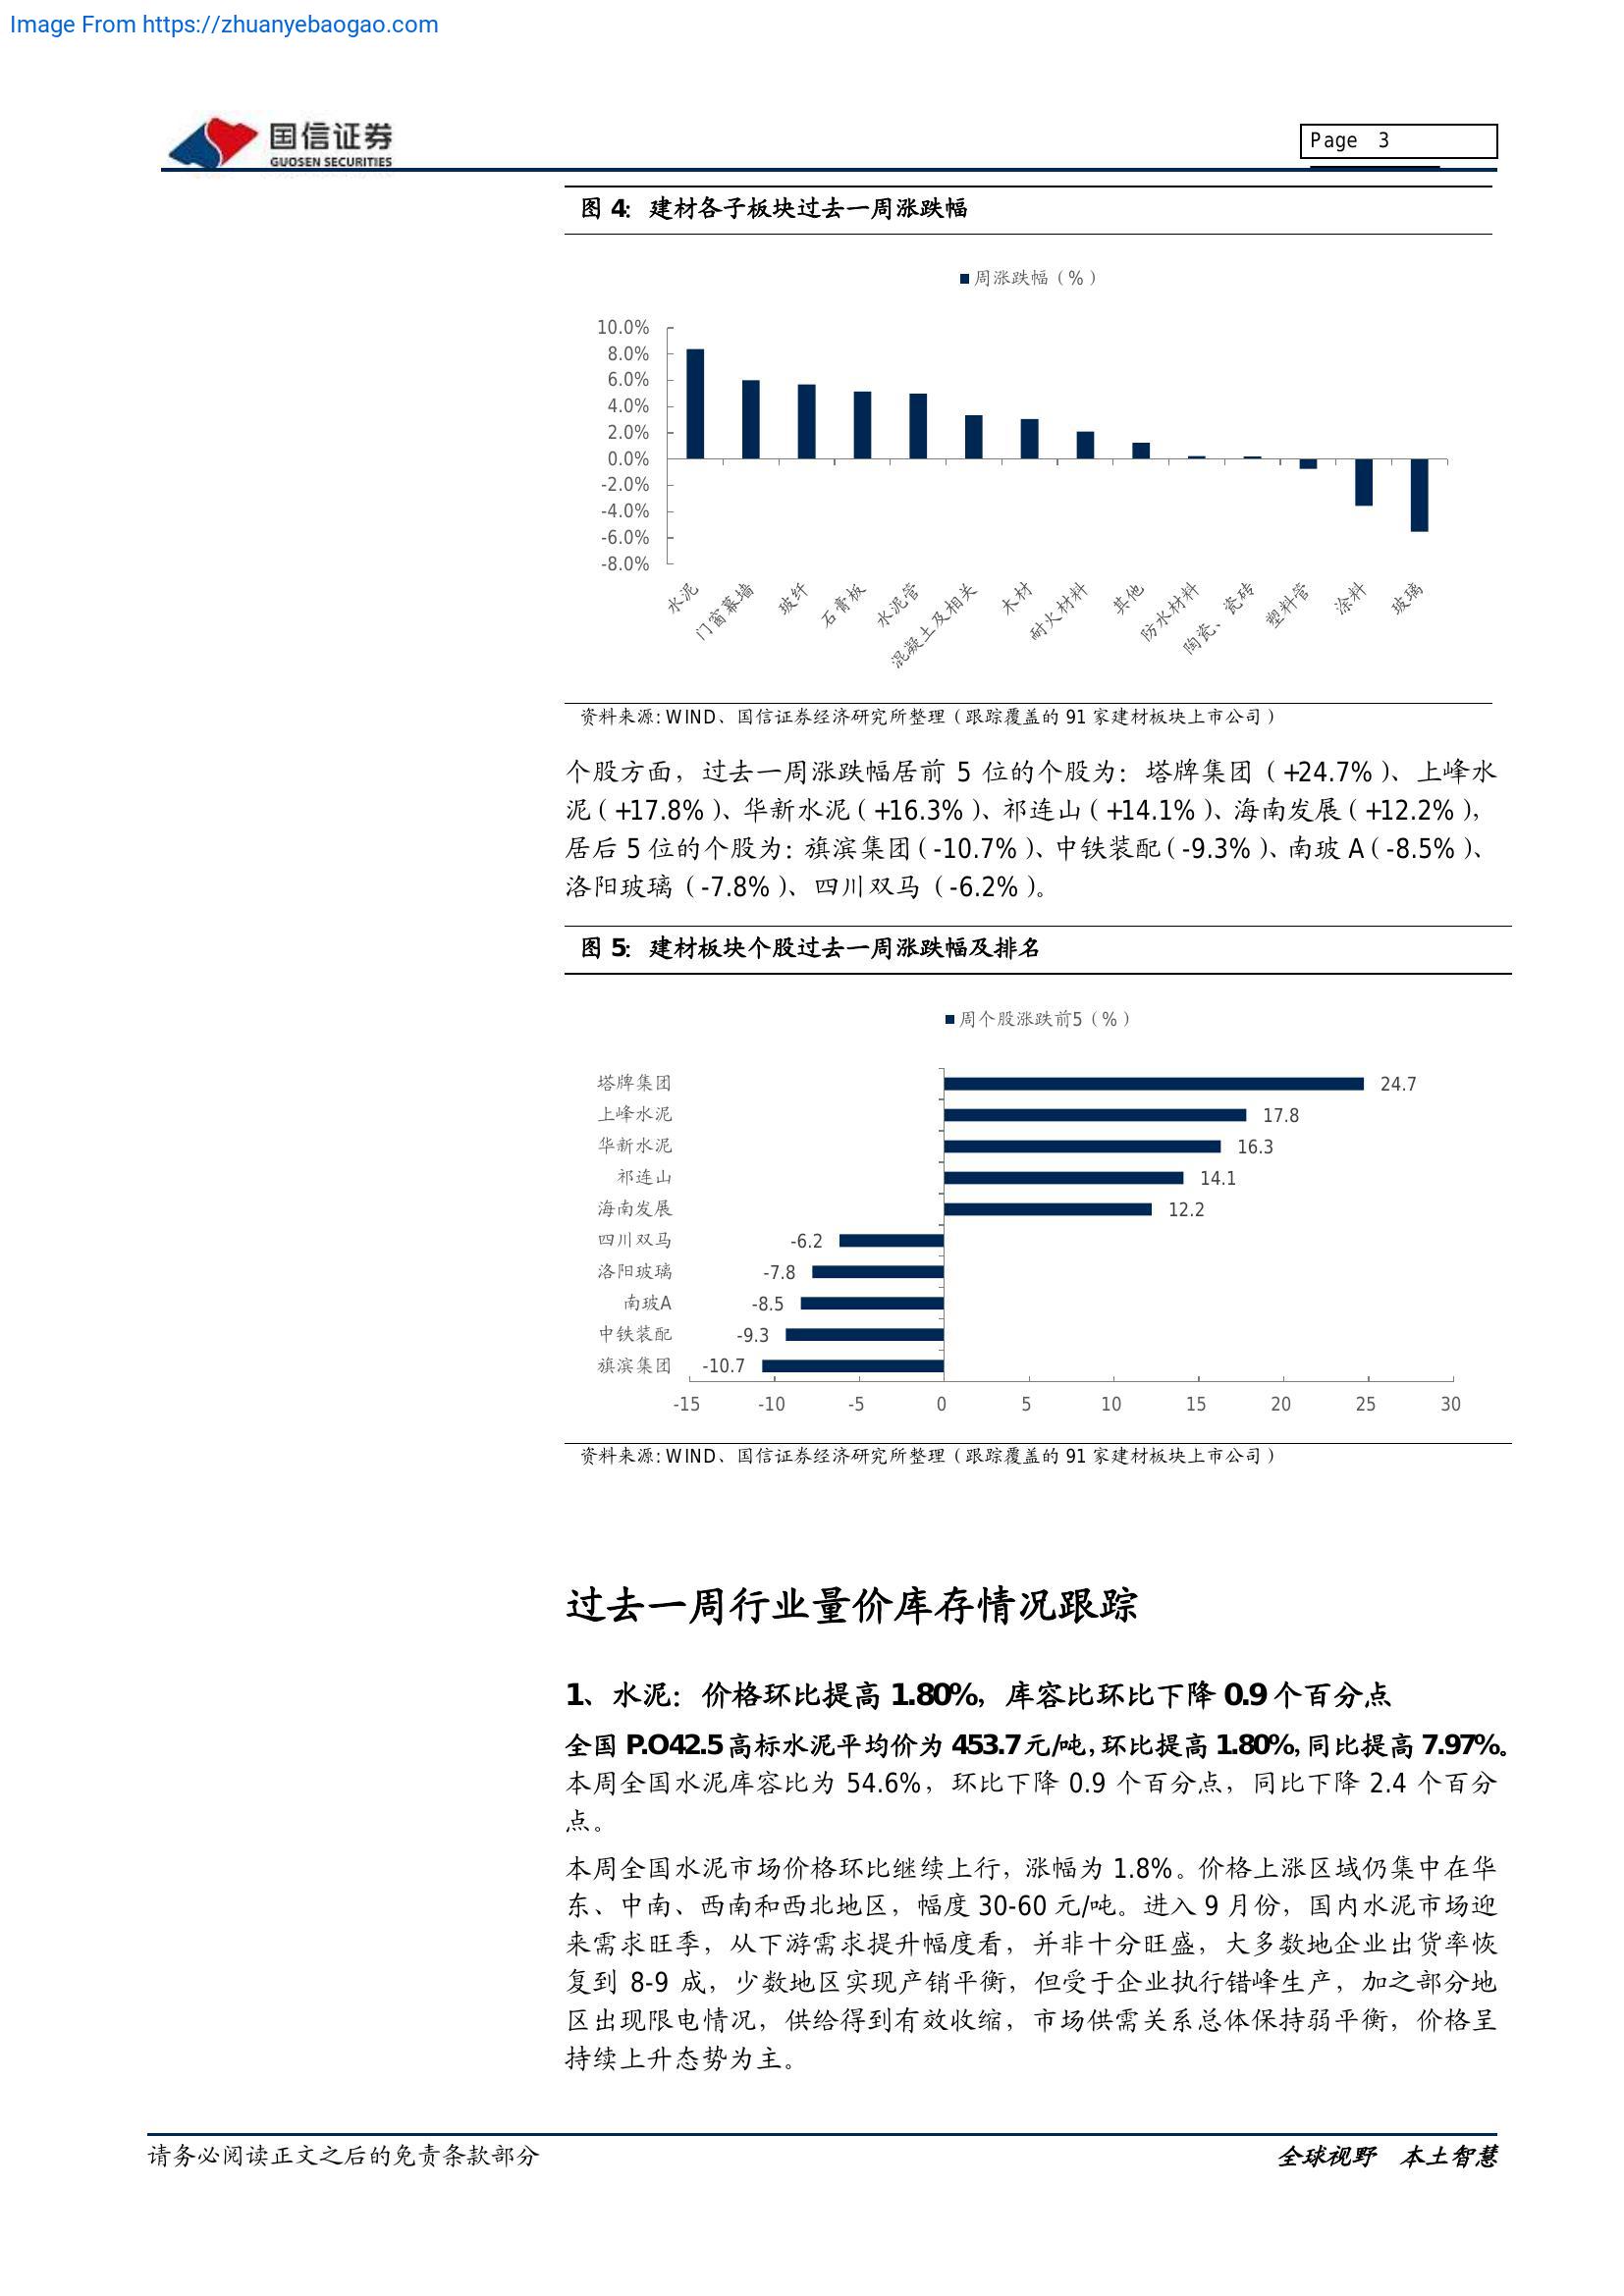 Image From https://zhuanyebaogao.com
国信证券
GUOSEN SECURITIES
Page 3
图 4：建材各子板块过去一周涨跌幅
周涨跌幅（%）
10.0%
8.0%
6.0%
4.0%
2.0%
0.0%
-2.0%
-4.0%
-6.0%
-8.0%
水泥
门窗幕墙
玻纤
石膏板
水泥管
混凝土及相关
木材
耐火材料
其他
防水材料
陶瓷、瓷砖
塑料管
涂料
玻璃
资料来源：WIND、国信证券经济研究所整理（跟踪覆盖的 91 家建材板块上市公司）
个股方面，过去一周涨跌幅居前 5 位的个股为：塔牌集团（+24.7%）、上峰水
泥（+17.8%）、华新水泥（+16.3%）、祁连山（+14.1%）、海南发展（+12.2%），
居后 5 位的个股为：旗滨集团（-10.7%）、中铁装配（-9.3%）、南玻 A（-8.5%）、
洛阳玻璃（-7.8%）、四川双马（-6.2%）。
图 5：建材板块个股过去一周涨跌幅及排名
周个股涨跌前5（%）
塔牌集团 24.7
上峰水泥 17.8
华新水泥 16.3
祁连山 14.1
海南发展 12.2
四川双马 -6.2
洛阳玻璃 -7.8
南玻A -8.5
中铁装配 -9.3
旗滨集团 -10.7
-15 -10 -5 0 5 10 15 20 25 30
资料来源：WIND、国信证券经济研究所整理（跟踪覆盖的 91 家建材板块上市公司）
过去一周行业量价库存情况跟踪
1、水泥：价格环比提高 1.80%，库容比环比下降 0.9 个百分点
全国 P.O42.5 高标水泥平均价为 453.7 元/吨，环比提高 1.80%，同比提高 7.97%。
本周全国水泥库容比为 54.6%，环比下降 0.9 个百分点，同比下降 2.4 个百分
点。
本周全国水泥市场价格环比继续上行，涨幅为 1.8%。价格上涨区域仍集中在华
东、中南、西南和西北地区，幅度 30-60 元/吨。进入 9 月份，国内水泥市场迎
来需求旺季，从下游需求提升幅度看，并非十分旺盛，大多数地企业出货率恢
复到 8-9 成，少数地区实现产销平衡，但受于企业执行错峰生产，加之部分地
区出现限电情况，供给得到有效收缩，市场供需关系总体保持弱平衡，价格呈
持续上升态势为主。
请务必阅读正文之后的免责条款部分
全球视野 本土智慧